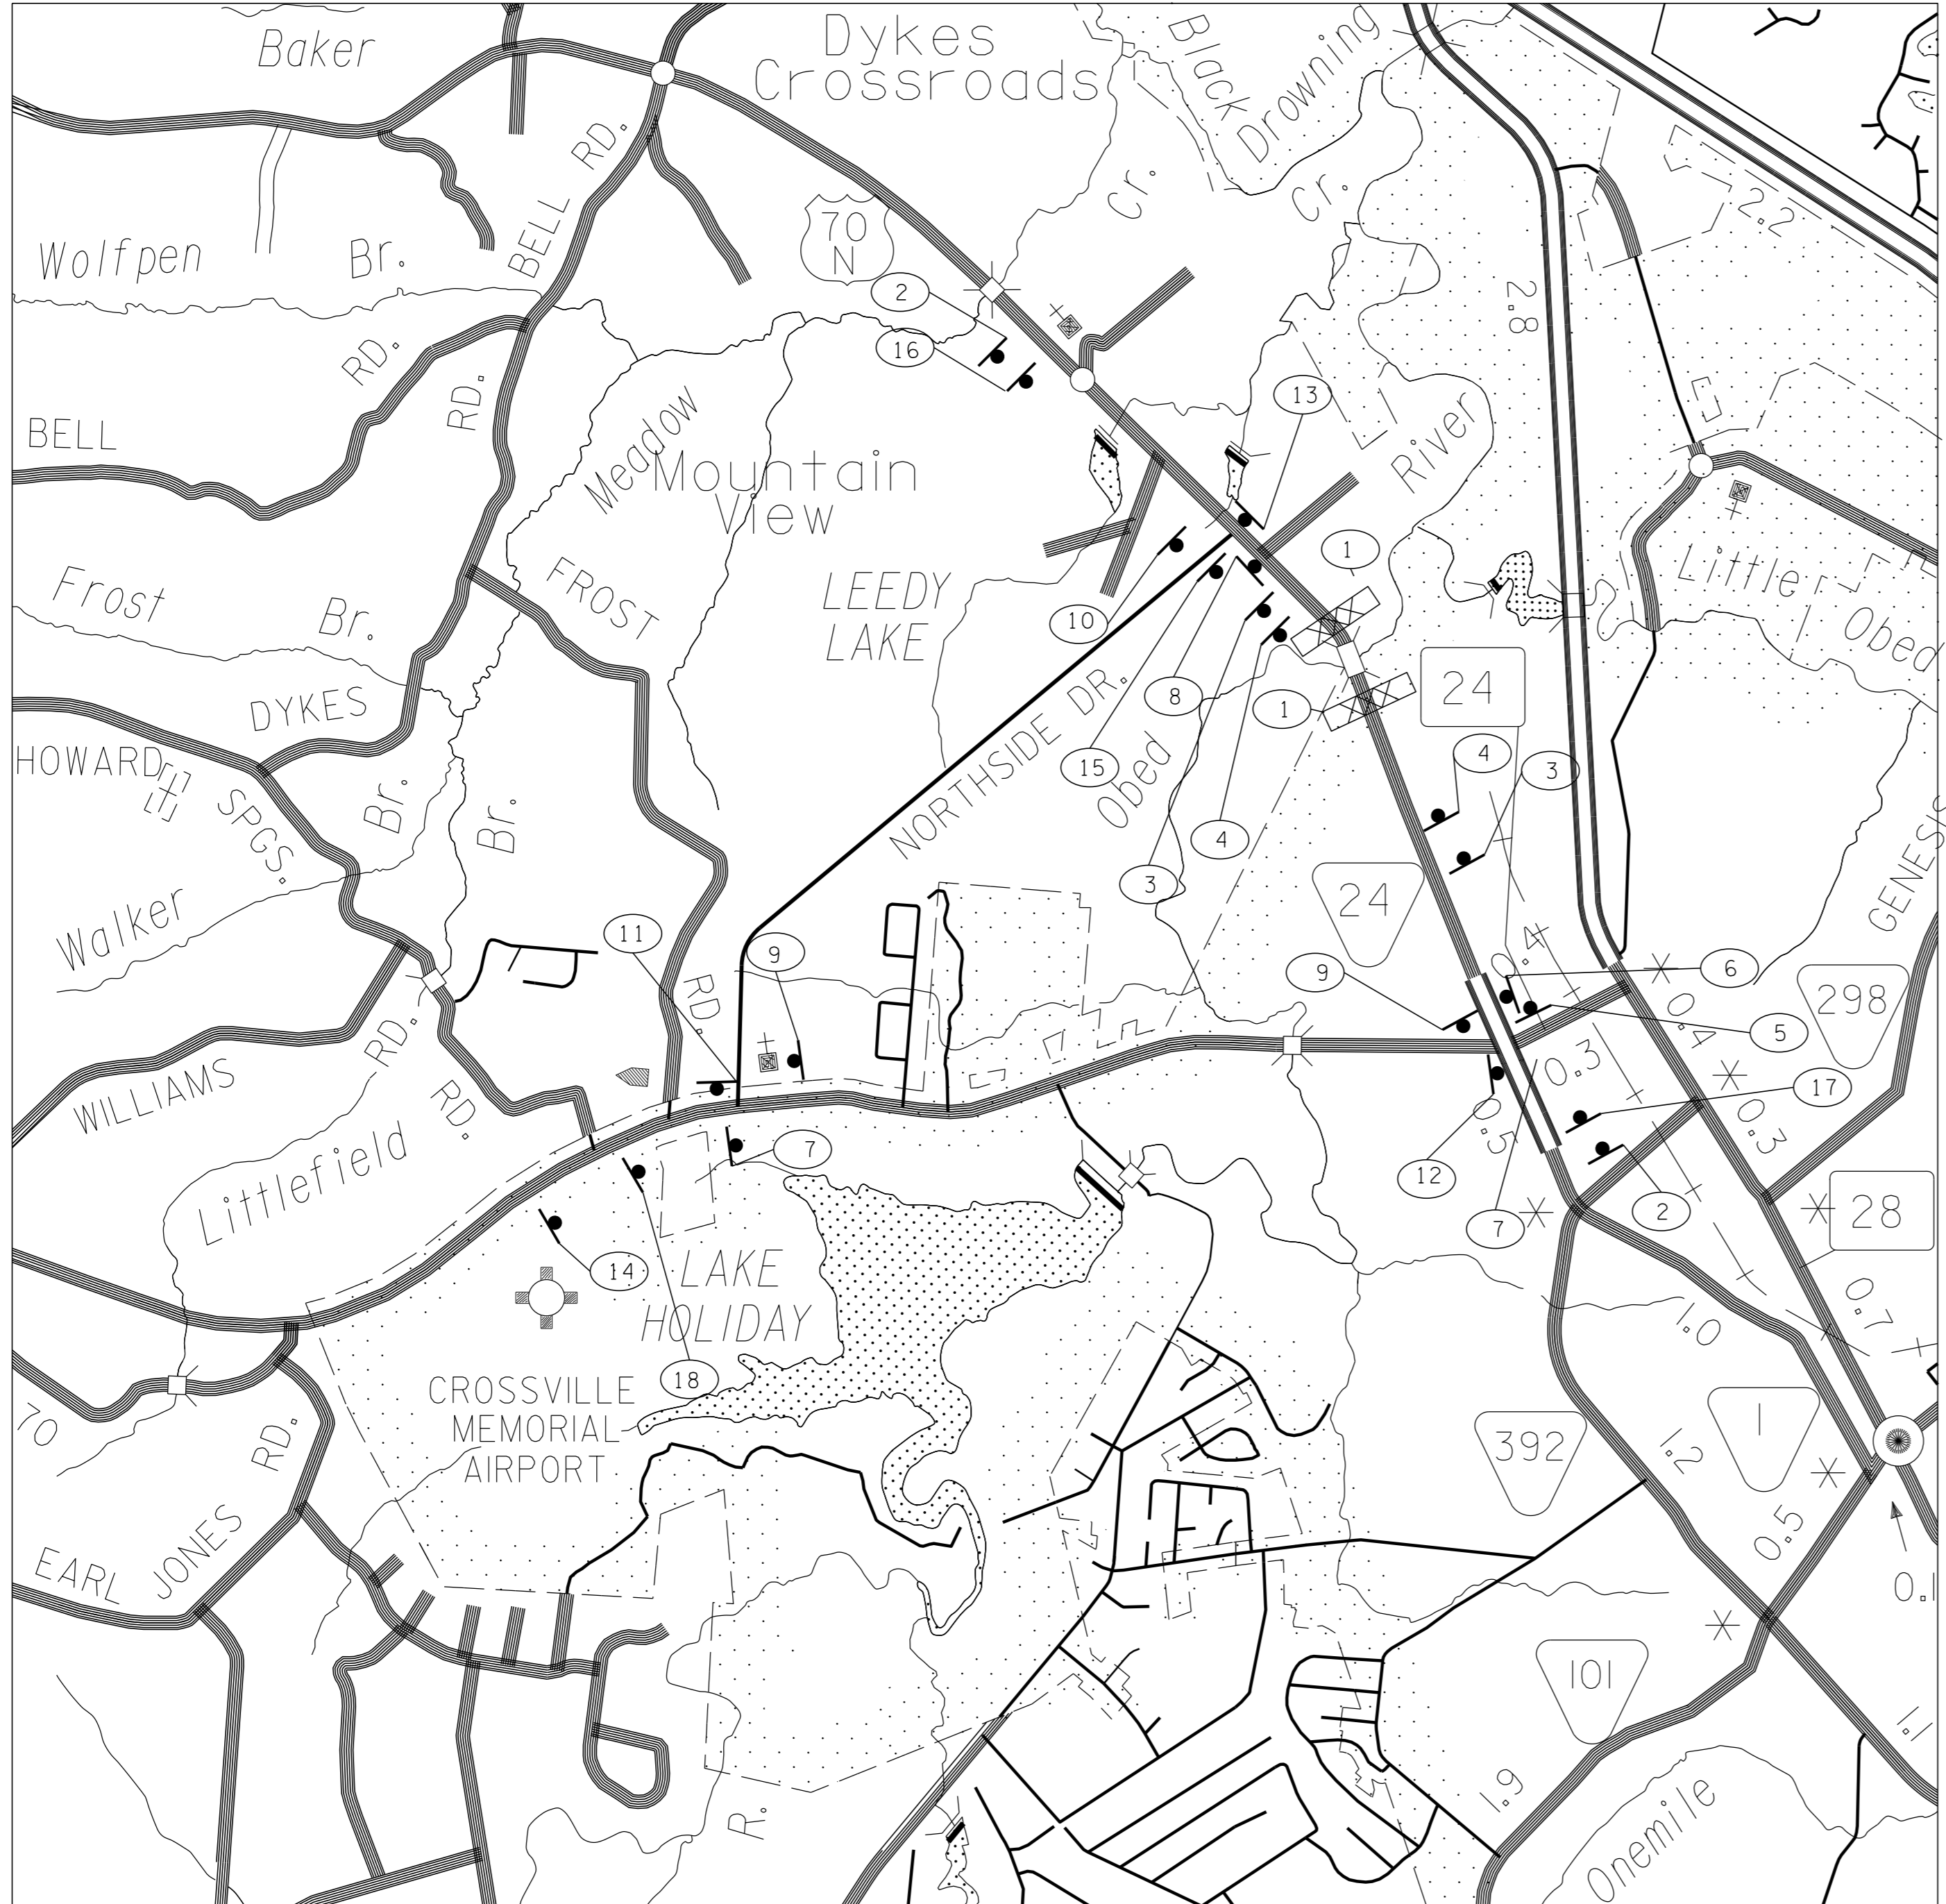 Baker
Dykes
Crossroads
Black
Cr.
Drowning
Cr.
RD.
BELL
Wolfpen
Br.
70
N
2
16
2.2
2.8
RD.
BELL
RD.
Meadow
Mountain
View
13
River
Frost
Br.
FROST
LEEDY
LAKE
1
10
Little
Obed
8
24
DYKES
NORTHSIDE DR.
1
15
Obed
4
3
4
3
HOWARD
SPGS.
Br.
Br.
Walker
24
GENESIS
11
9
RD.
9
0.4
6
5
298
0.4
RD.
RD.
WILLIAMS
0.3
17
0.3
0.5
Littlefield
7
12
7
2
28
14
LAKE
HOLIDAY
18
1.0
0.7
CROSSVILLE
MEMORIAL
AIRPORT
70
RD.
392
1.2
1
0.5
EARL
JONES
0.1
101
1.1
R.
1.9
Onemile